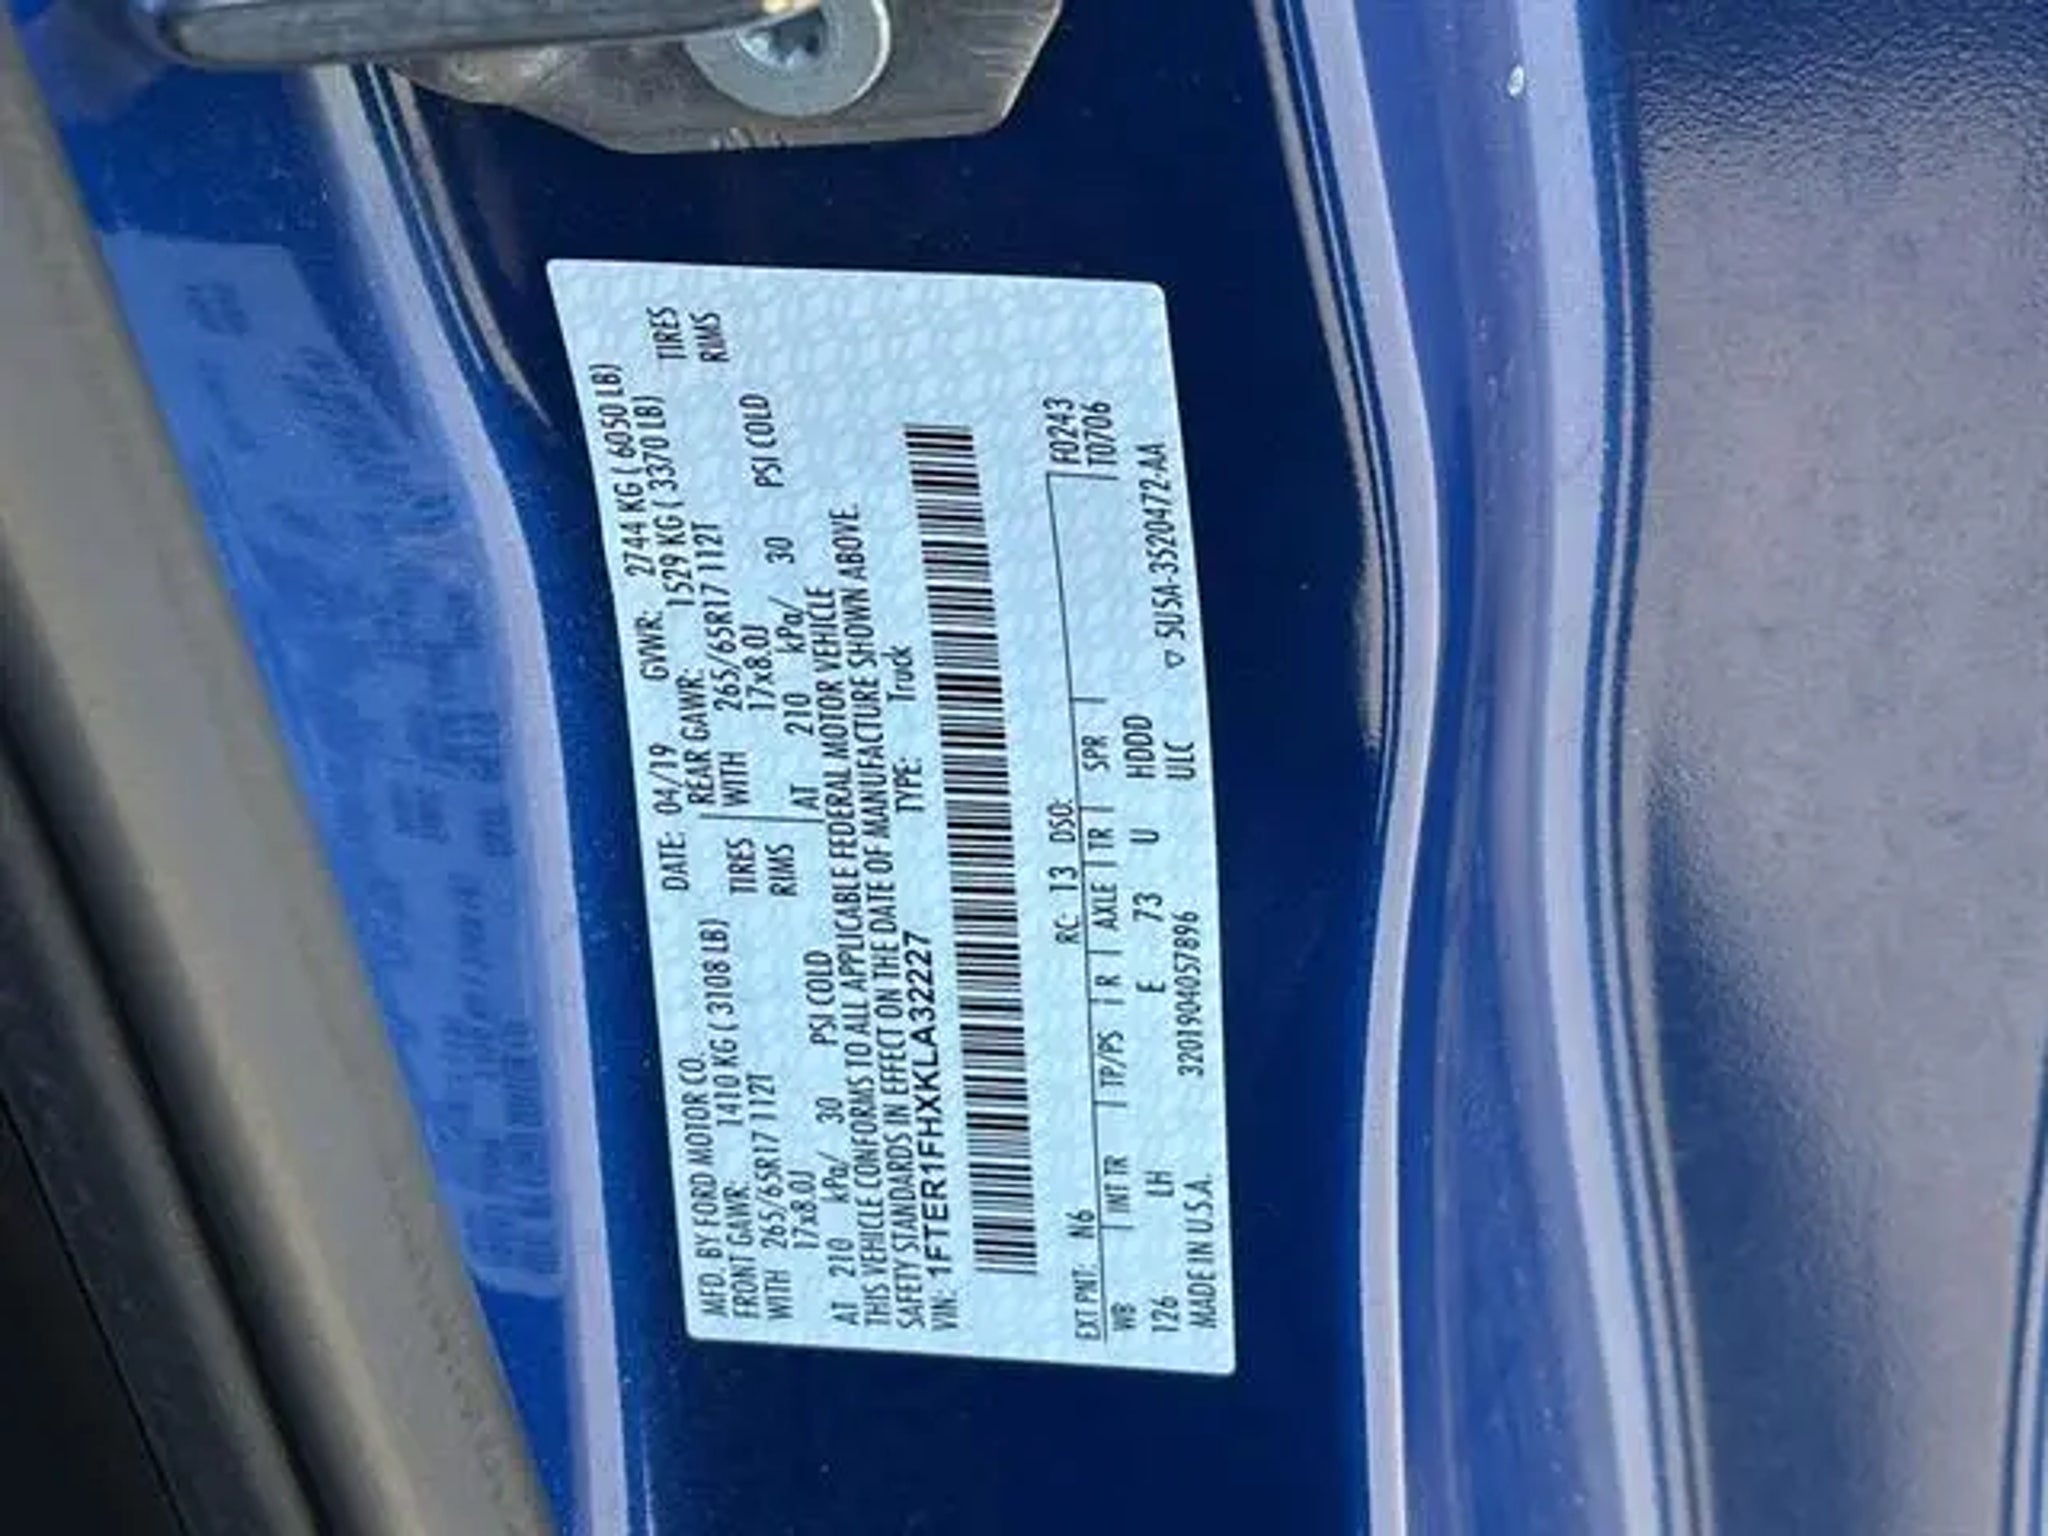 MFD. BY FORD MOTOR CO. DATE: 04/19 GVWR: 2744 KG ( 6050 LB)
FRONT GAWR: 1410 KG ( 3108 LB) REAR GAWR: 1529 KG ( 3370 LB)
WITH 265/65R17 112T TIRES WITH 265/65R17 112T TIRES
17x8.0J RIMS 17x8.0J RIMS
AT 210 kPa/ 30 PSI COLD AT 210 kPa/ 30 PSI COLD
THIS VEHICLE CONFORMS TO ALL APPLICABLE FEDERAL MOTOR VEHICLE
SAFETY STANDARDS IN EFFECT ON THE DATE OF MANUFACTURE SHOWN ABOVE.
VIN: 1FTER1FHXKLA32227 TYPE: Truck
EXT PNT: N6 RC: 13 DSO: F0243
WB INT TR TP/PS R AXLE TR SPR T0706
126 LH E 73 U HDDD
MADE IN U.S.A. 3201904057896 ULC ▽ 5U5A-3520472-AA